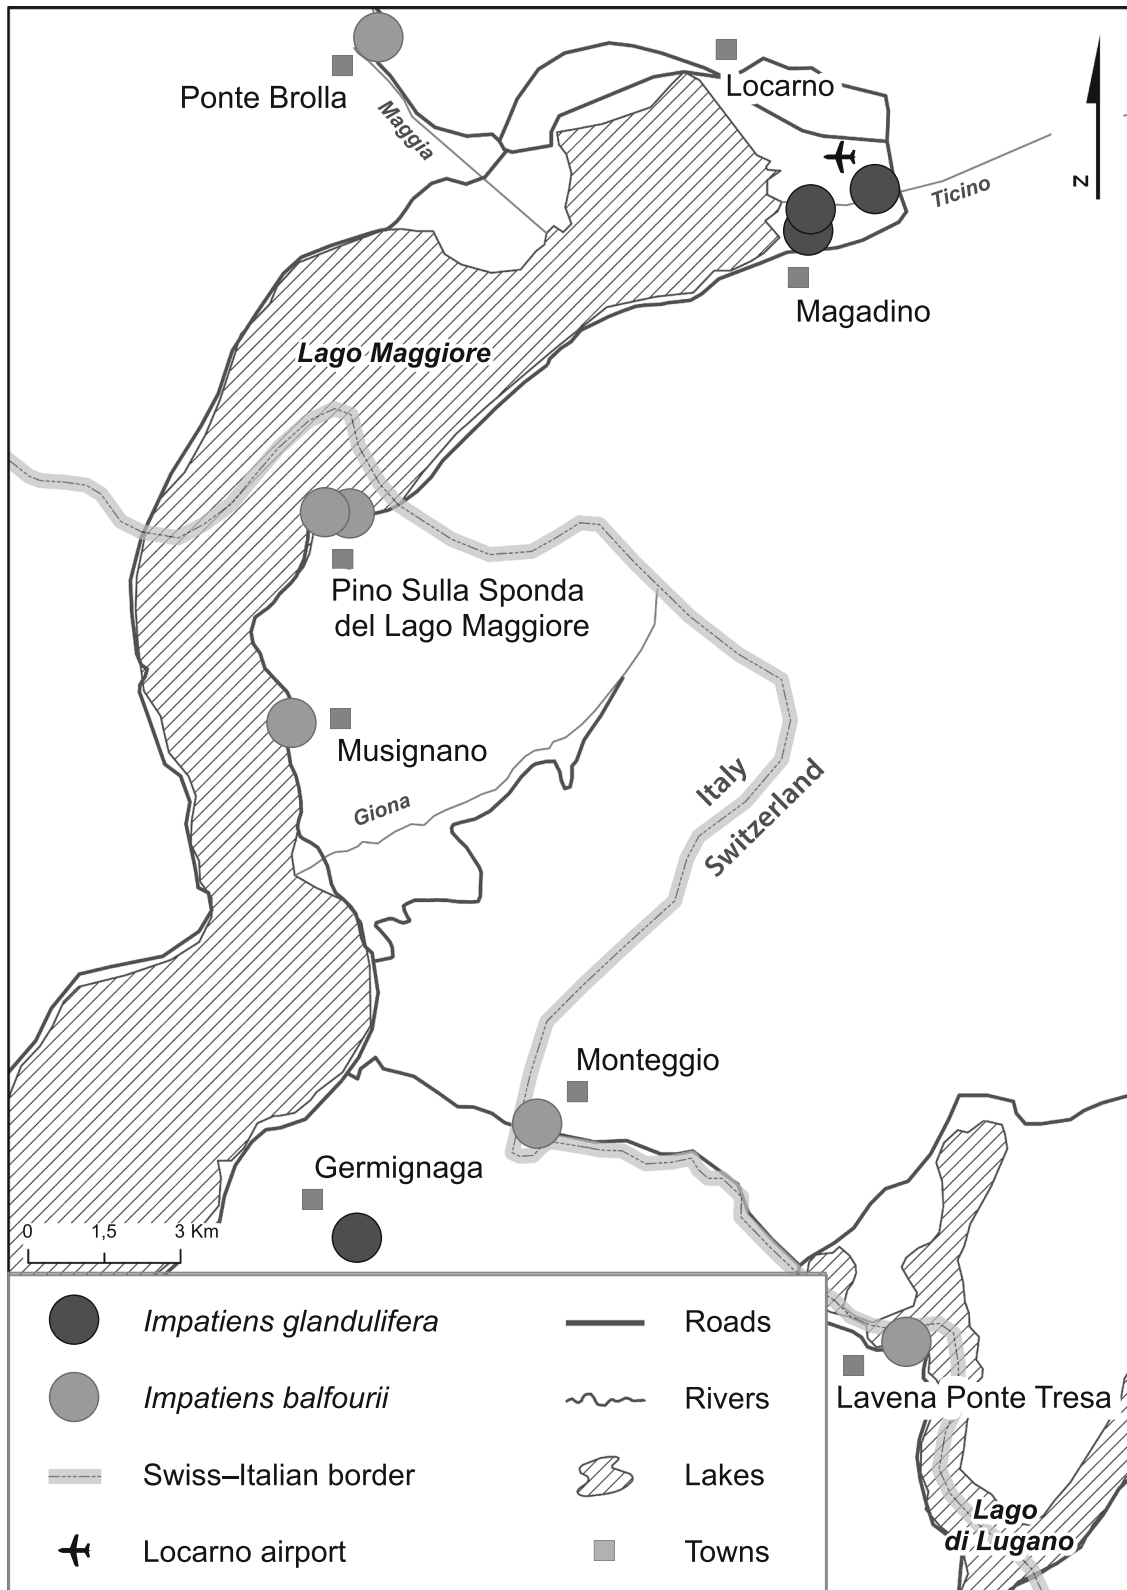 Locarno
Ponte Brolla
Maggia
Ticino
N
Magadino
Lago Maggiore
Pino Sulla Sponda
del Lago Maggiore
Musignano
Giona
Italy
Switzerland
Monteggio
Germignaga
0 1,5 3 Km
Lavena Ponte Tresa
Lago
di Lugano
Impatiens glandulifera
Impatiens balfourii
Swiss–Italian border
Locarno airport
Roads
Rivers
Lakes
Towns